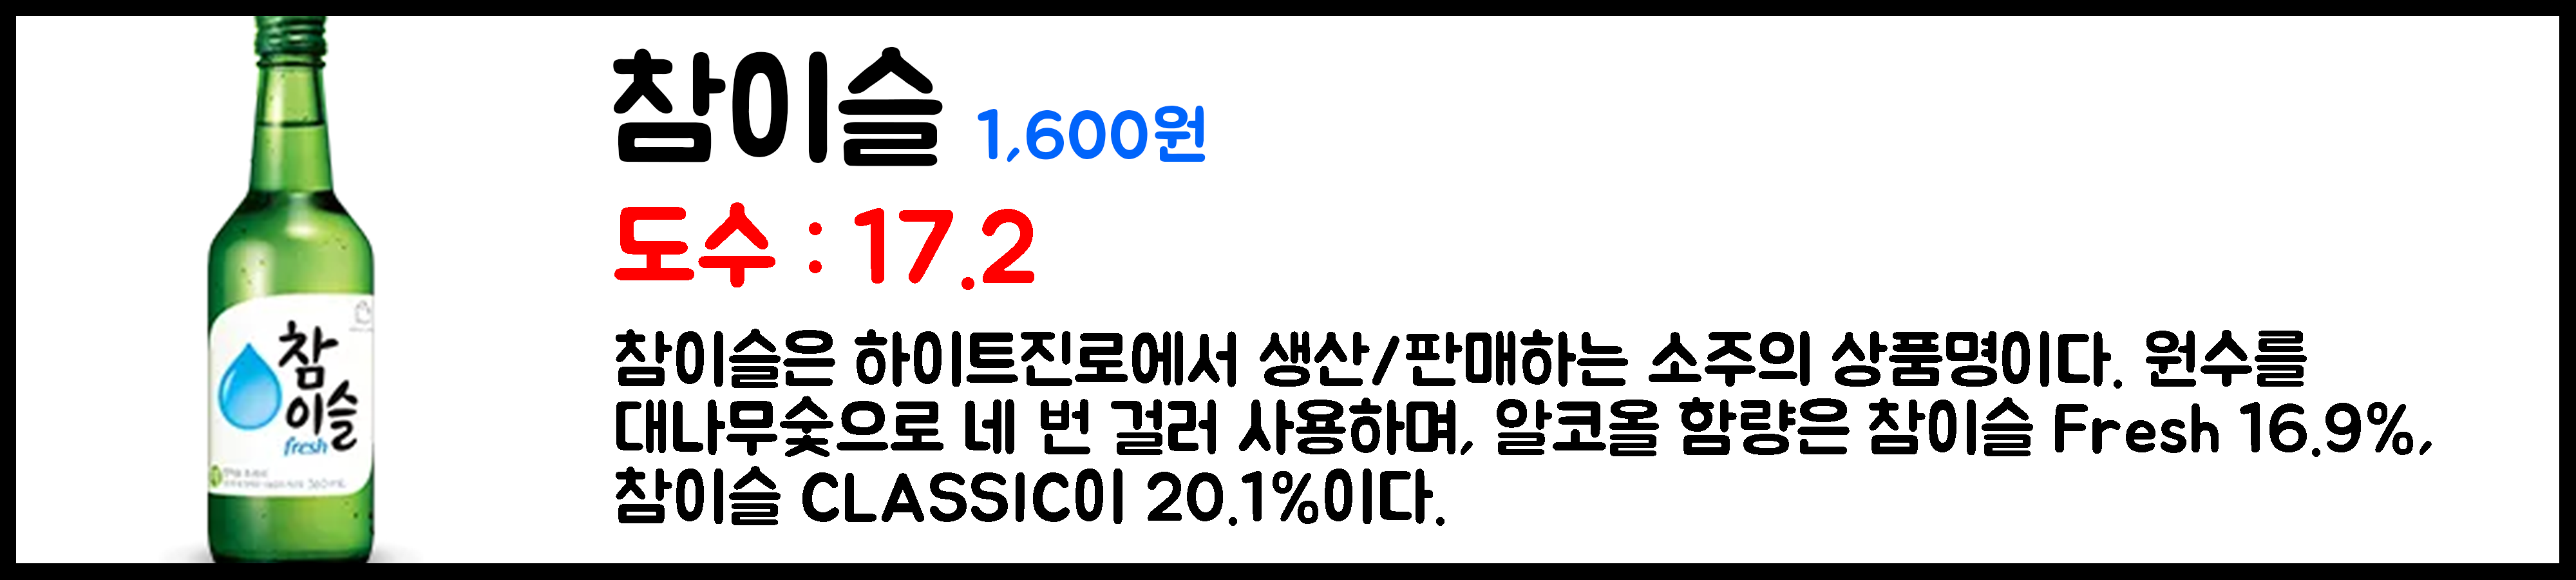 참이슬 1,600원
도수 : 17.2
참이슬은 하이트진로에서 생산/판매하는 소주의 상품명이다. 원수를
대나무숯으로 네 번 걸러 사용하며, 알코올 함량은 참이슬 Fresh 16.9%,
참이슬 CLASSIC이 20.1%이다.
참
이슬
fresh